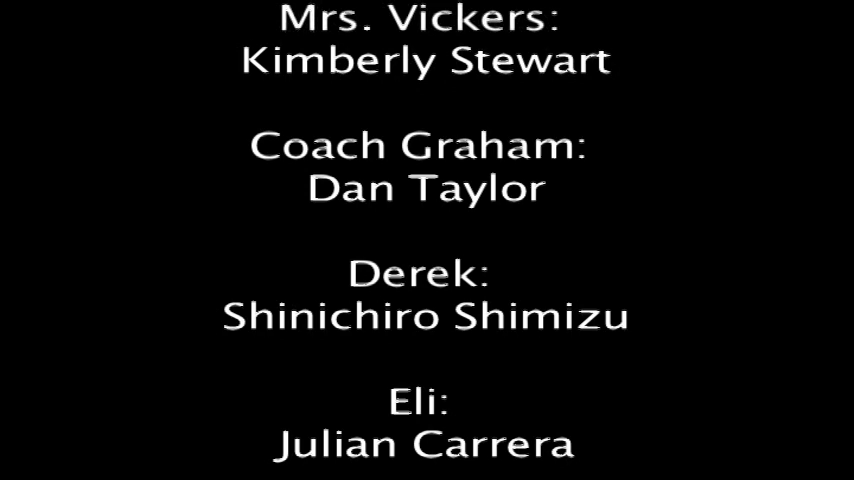 Mrs. Vickers:
Kimberly Stewart
Coach Graham:
Dan Taylor
Derek:
Shinichiro Shimizu
Eli:
Julian Carrera